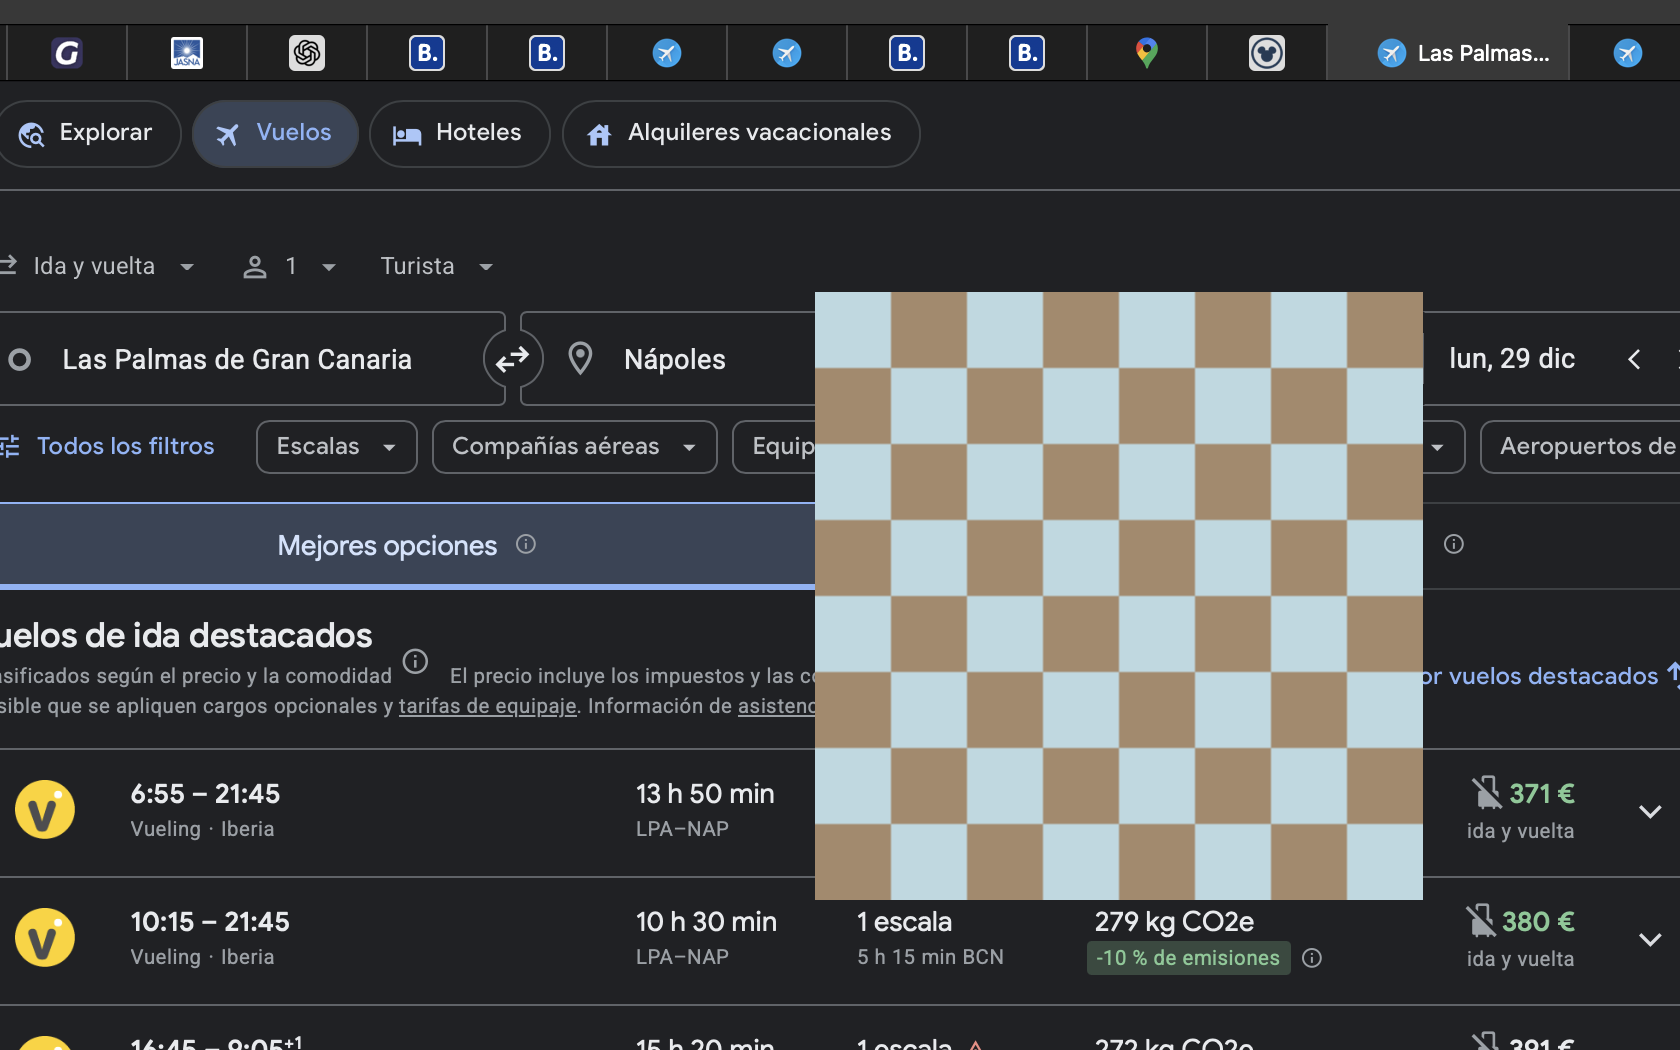 G JASNA B. B. B. B. Las Palmas...
Explorar Vuelos Hoteles Alquileres vacacionales
Ida y vuelta 1 Turista
Las Palmas de Gran Canaria Nápoles lun, 29 dic
Todos los filtros Escalas Compañías aéreas Equip Aeropuertos de
Mejores opciones
uelos de ida destacados
asificados según el precio y la comodidad El precio incluye los impuestos y las co or vuelos destacados
sible que se apliquen cargos opcionales y tarifas de equipaje. Información de asistenc
6:55 – 21:45 13 h 50 min 371 €
Vueling · Iberia LPA–NAP ida y vuelta
10:15 – 21:45 10 h 30 min 1 escala 279 kg CO2e 380 €
Vueling · Iberia LPA–NAP 5 h 15 min BCN -10 % de emisiones ida y vuelta
16:45 – 9:05+1 15 h 20 min 1 escala 272 kg CO2e 391 €